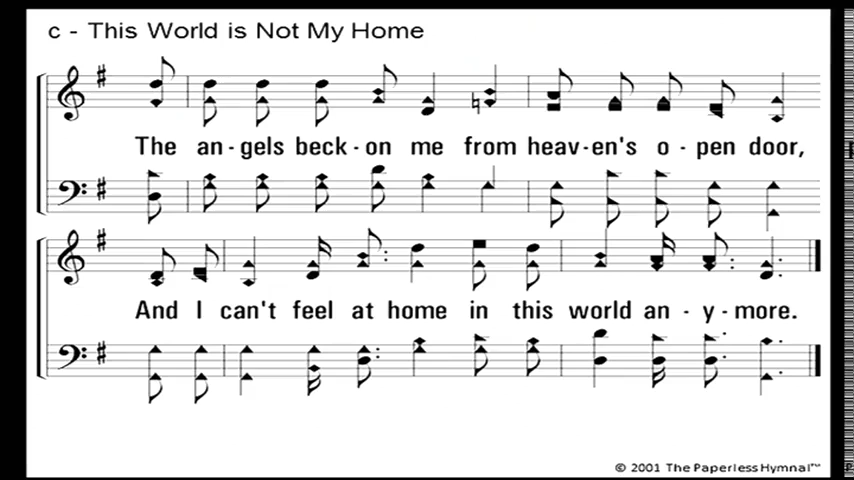 c - This World is Not My Home
The an-gels beck-on me from heav-en's o-pen door,
And I can't feel at home in this world an-y-more.
© 2001 The Paperless Hymnal™